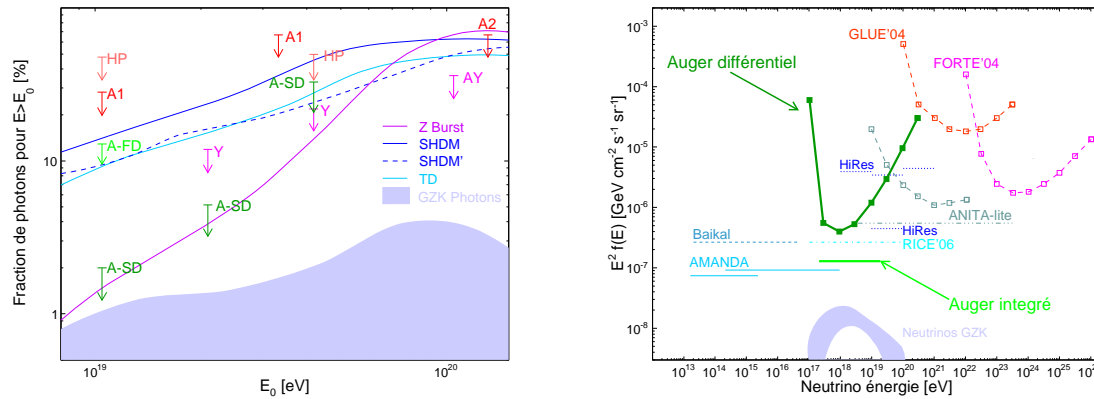 Fraction de photons pour E>E0 [%]
10
1
10^19
10^20
E0 [eV]
HP
A1
A-FD
A-SD
Y
A-SD
A1
HP
A-SD
Y
A2
AY
Z Burst
SHDM
SHDM'
TD
GZK Photons
E^2 f(E) [GeV cm^-2 s^-1 sr^-1]
10^-3
10^-4
10^-5
10^-6
10^-7
10^-8
GLUE'04
Auger différentiel
FORTE'04
HiRes
ANITA-lite
HiRes
Baikal
RICE'06
AMANDA
Auger integré
Neutrinos GZK
10^13 10^14 10^15 10^16 10^17 10^18 10^19 10^20 10^21 10^22 10^23 10^24 10^25 10^26
Neutrino énergie [eV]